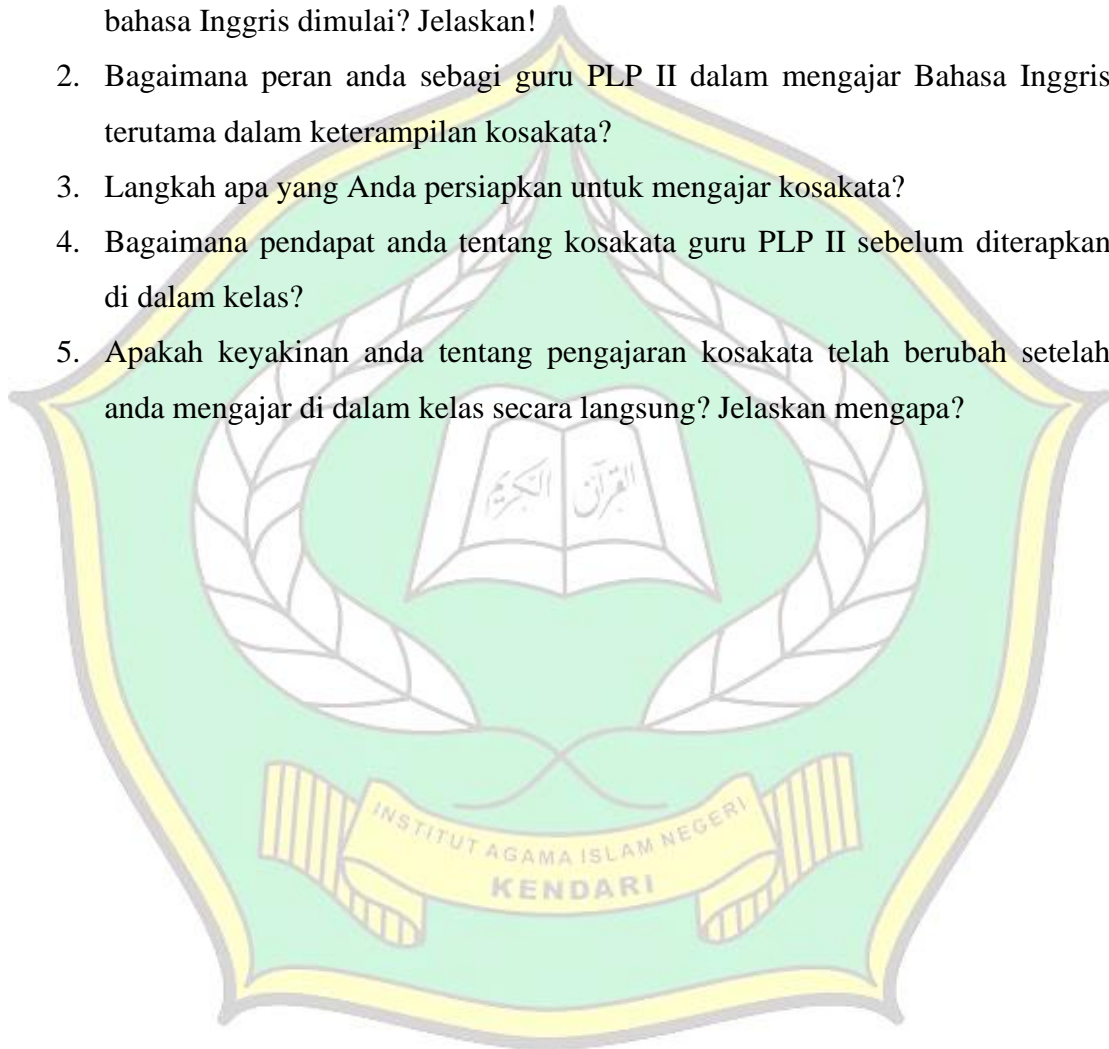 bahasa Inggris dimulai? Jelaskan!
2. Bagaimana peran anda sebagi guru PLP II dalam mengajar Bahasa Inggris
terutama dalam keterampilan kosakata?
3. Langkah apa yang Anda persiapkan untuk mengajar kosakata?
4. Bagaimana pendapat anda tentang kosakata guru PLP II sebelum diterapkan
di dalam kelas?
5. Apakah keyakinan anda tentang pengajaran kosakata telah berubah setelah
anda mengajar di dalam kelas secara langsung? Jelaskan mengapa?
القرآن الكريم
INSTITUT AGAMA ISLAM NEGERI
KENDARI